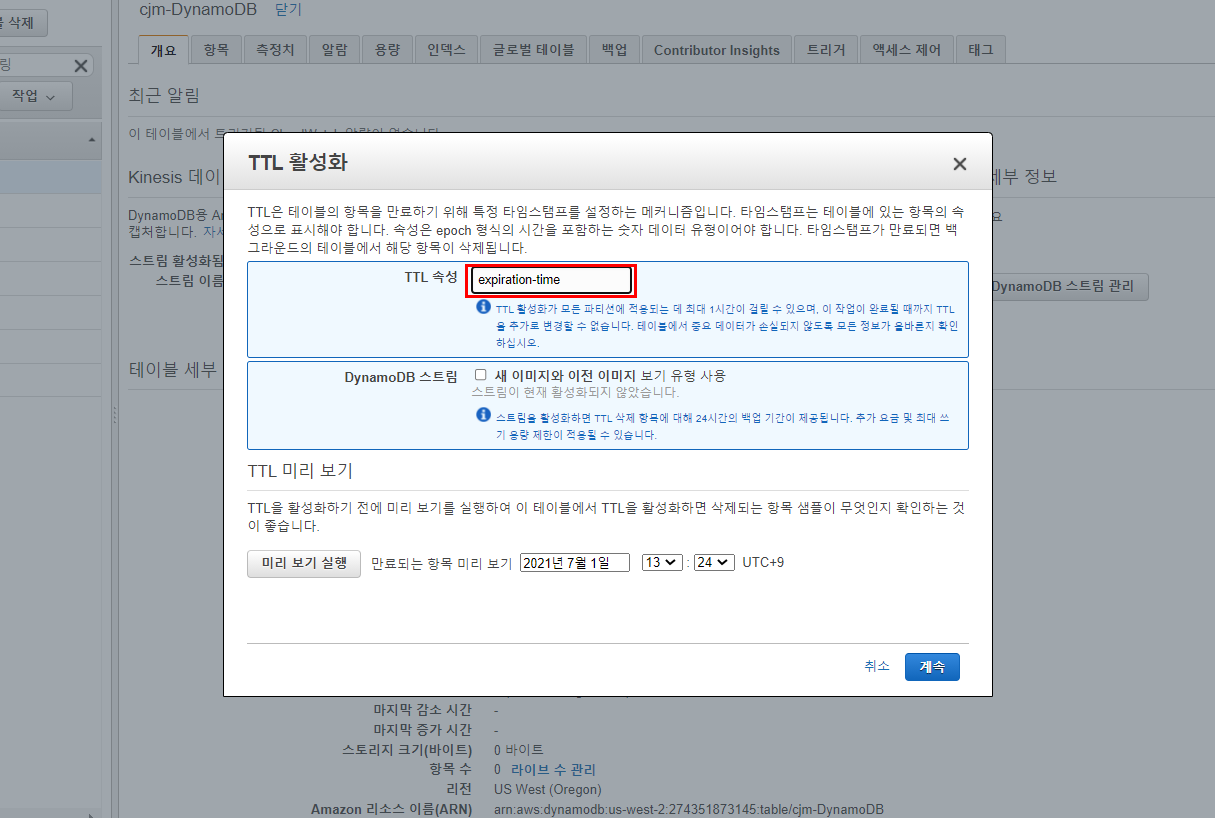 cjm-DynamoDB 닫기
삭제
개요 항목 측정치 알람 용량 인덱스 글로벌 테이블 백업 Contributor Insights 트리거 액세스 제어 태그
링
작업
최근 알림
이 테이블에서
Kinesis 데이
세부 정보
DynamoDB용
요
캡처합니다. 자세
스트림 활성화됨
스트림 이름
DynamoDB 스트림 관리
테이블 세부
TTL 활성화
TTL은 테이블의 항목을 만료하기 위해 특정 타임스탬프를 설정하는 메커니즘입니다. 타임스탬프는 테이블에 있는 항목의 속
성으로 표시해야 합니다. 속성은 epoch 형식의 시간을 포함하는 숫자 데이터 유형이어야 합니다. 타임스탬프가 만료되면 백
그라운드의 테이블에서 해당 항목이 삭제됩니다.
TTL 속성 expiration-time
TTL 활성화가 모든 파티션에 적용되는 데 최대 1시간이 걸릴 수 있으며, 이 작업이 완료될 때까지 TTL
을 추가로 변경할 수 없습니다. 테이블에서 중요 데이터가 손실되지 않도록 모든 정보가 올바른지 확인
하십시오.
DynamoDB 스트림 새 이미지와 이전 이미지 보기 유형 사용
스트림이 현재 활성화되지 않았습니다.
스트림을 활성화하면 TTL 삭제 항목에 대해 24시간의 백업 기간이 제공됩니다. 추가 요금 및 최대 쓰
기 용량 제한이 적용될 수 있습니다.
TTL 미리 보기
TTL을 활성화하기 전에 미리 보기를 실행하여 이 테이블에서 TTL을 활성화하면 삭제되는 항목 샘플이 무엇인지 확인하는 것
이 좋습니다.
미리 보기 실행 만료되는 항목 미리 보기 2021년 7월 1일 13 : 24 UTC+9
취소 계속
마지막 감소 시간 -
마지막 증가 시간 -
스토리지 크기(바이트) 0 바이트
항목 수 0 라이브 수 관리
리전 US West (Oregon)
Amazon 리소스 이름(ARN) arn:aws:dynamodb:us-west-2:274351873145:table/cjm-DynamoDB